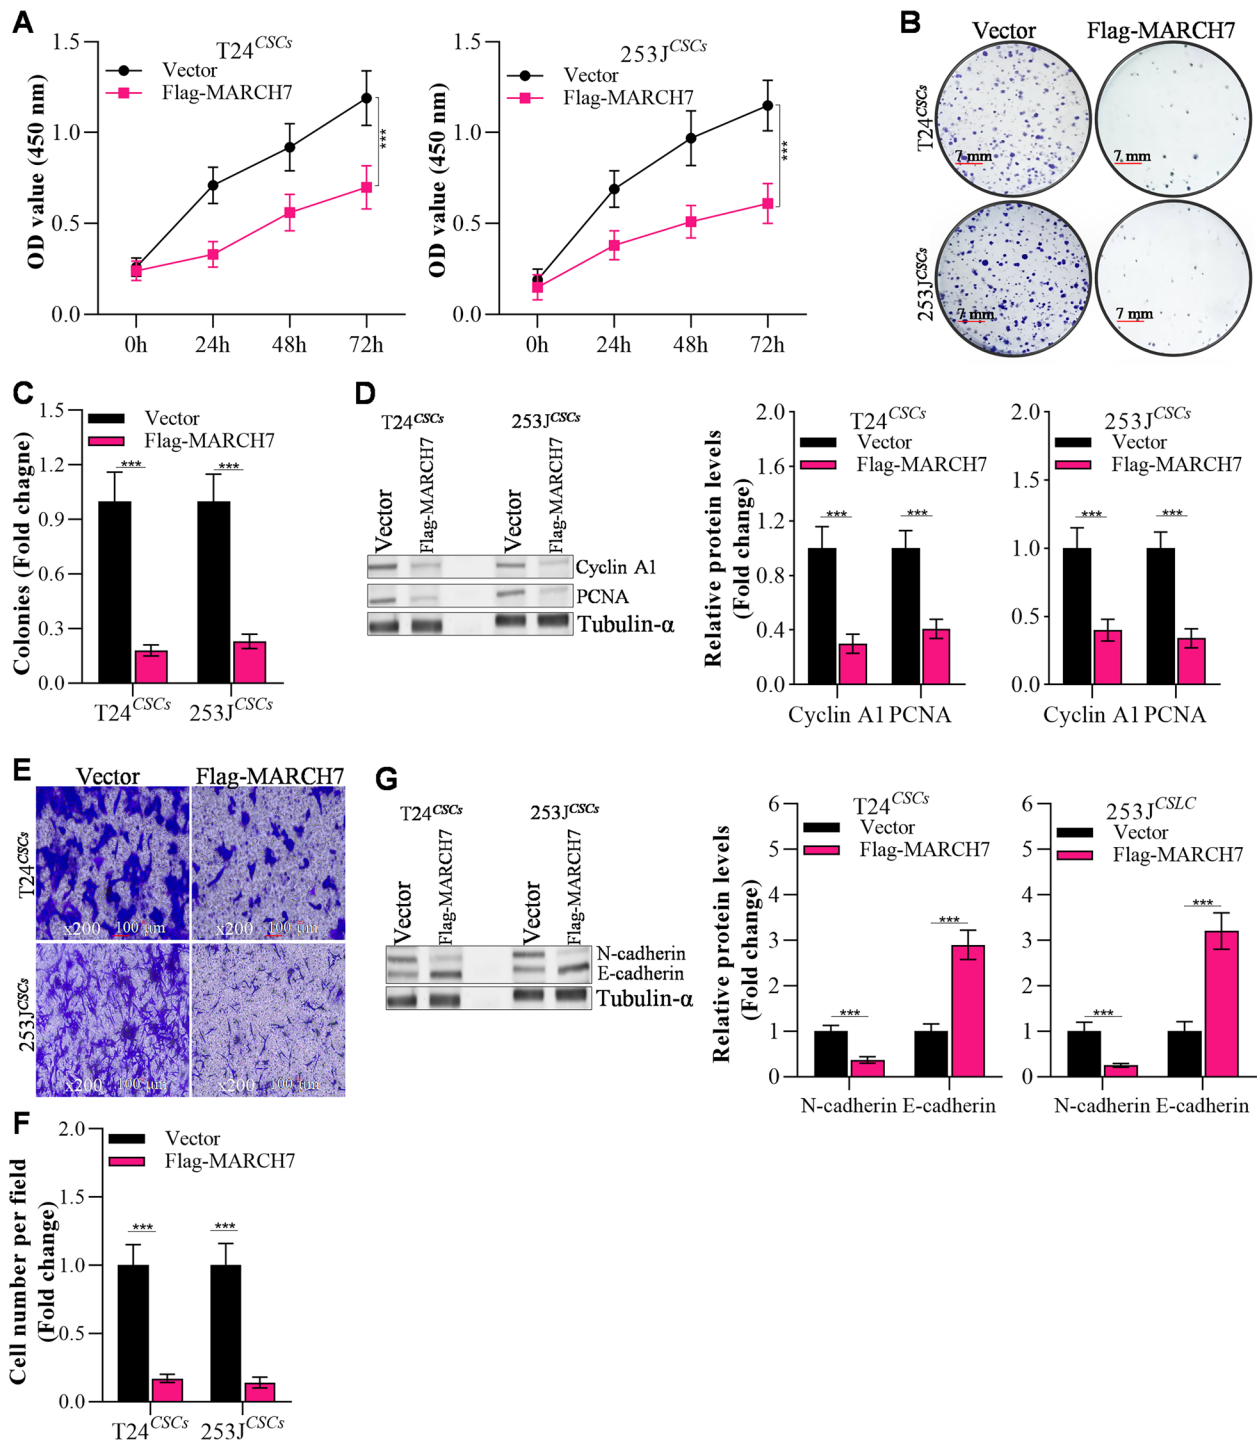 A
T24CSCs
Vector
Flag-MARCH7
OD value (450 nm)
1.5
1.0
0.5
0.0
0h 24h 48h 72h
***
253JCSCs
Vector
Flag-MARCH7
OD value (450 nm)
1.5
1.0
0.5
0.0
0h 24h 48h 72h
***
B
Vector Flag-MARCH7
T24CSCs
7 mm 7 mm
253JCSCs
7 mm 7 mm
C
Vector
Flag-MARCH7
Colonies (Fold chagne)
1.5
1.2
0.9
0.6
0.3
0.0
*** ***
T24CSCs 253JCSCs
D
T24CSCs 253JCSCs
Vector Flag-MARCH7 Vector Flag-MARCH7
Cyclin A1
PCNA
Tubulin-α
Relative protein levels
(Fold change)
T24CSCs
Vector
Flag-MARCH7
2.0
1.6
1.2
0.8
0.4
0.0
*** ***
Cyclin A1 PCNA
253JCSCs
Vector
Flag-MARCH7
2.0
1.5
1.0
0.5
0.0
*** ***
Cyclin A1 PCNA
E
Vector Flag-MARCH7
T24CSCs
x200 100 μm x200 100 μm
253JCSCs
x200 100 μm x200 100 μm
G
T24CSCs 253JCSCs
Vector Flag-MARCH7 Vector Flag-MARCH7
N-cadherin
E-cadherin
Tubulin-α
Relative protein levels
(Fold change)
T24CSCs
Vector
Flag-MARCH7
6
5
4
3
2
1
0
*** ***
N-cadherin E-cadherin
253JCSLC
Vector
Flag-MARCH7
6
5
4
3
2
1
0
*** ***
N-cadherin E-cadherin
F
Vector
Flag-MARCH7
Cell number per field
(Fold change)
2.0
1.5
1.0
0.5
0.0
*** ***
T24CSCs 253JCSCs